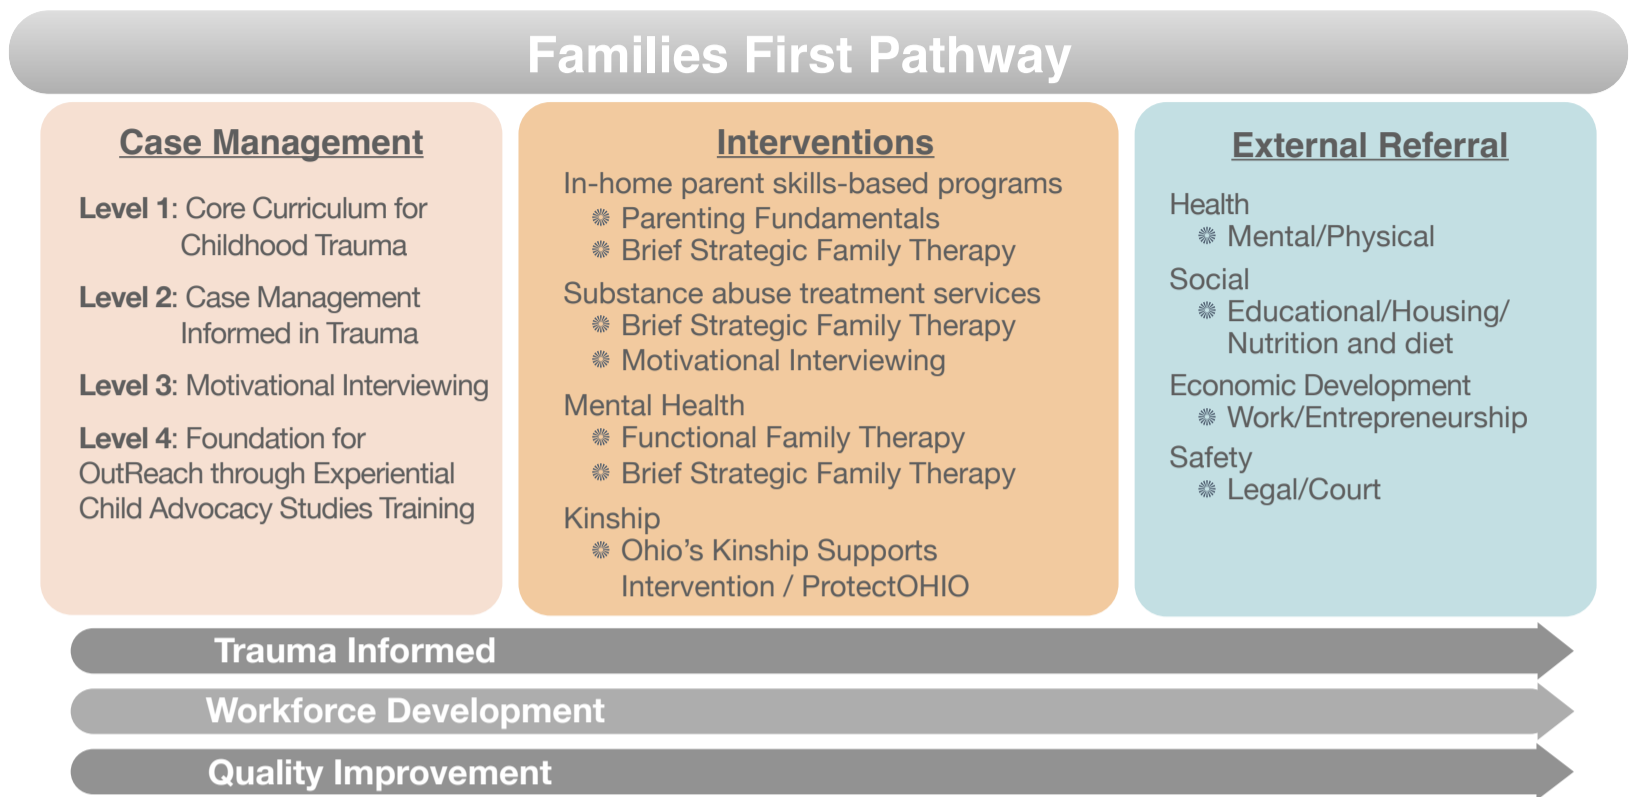 Families First Pathway
Case Management
Level 1: Core Curriculum for
Childhood Trauma
Level 2: Case Management
Informed in Trauma
Level 3: Motivational Interviewing
Level 4: Foundation for
OutReach through Experiential
Child Advocacy Studies Training
Interventions
In-home parent skills-based programs
Parenting Fundamentals
Brief Strategic Family Therapy
Substance abuse treatment services
Brief Strategic Family Therapy
Motivational Interviewing
Mental Health
Functional Family Therapy
Brief Strategic Family Therapy
Kinship
Ohio’s Kinship Supports
Intervention / ProtectOHIO
External Referral
Health
Mental/Physical
Social
Educational/Housing/
Nutrition and diet
Economic Development
Work/Entrepreneurship
Safety
Legal/Court
Trauma Informed
Workforce Development
Quality Improvement